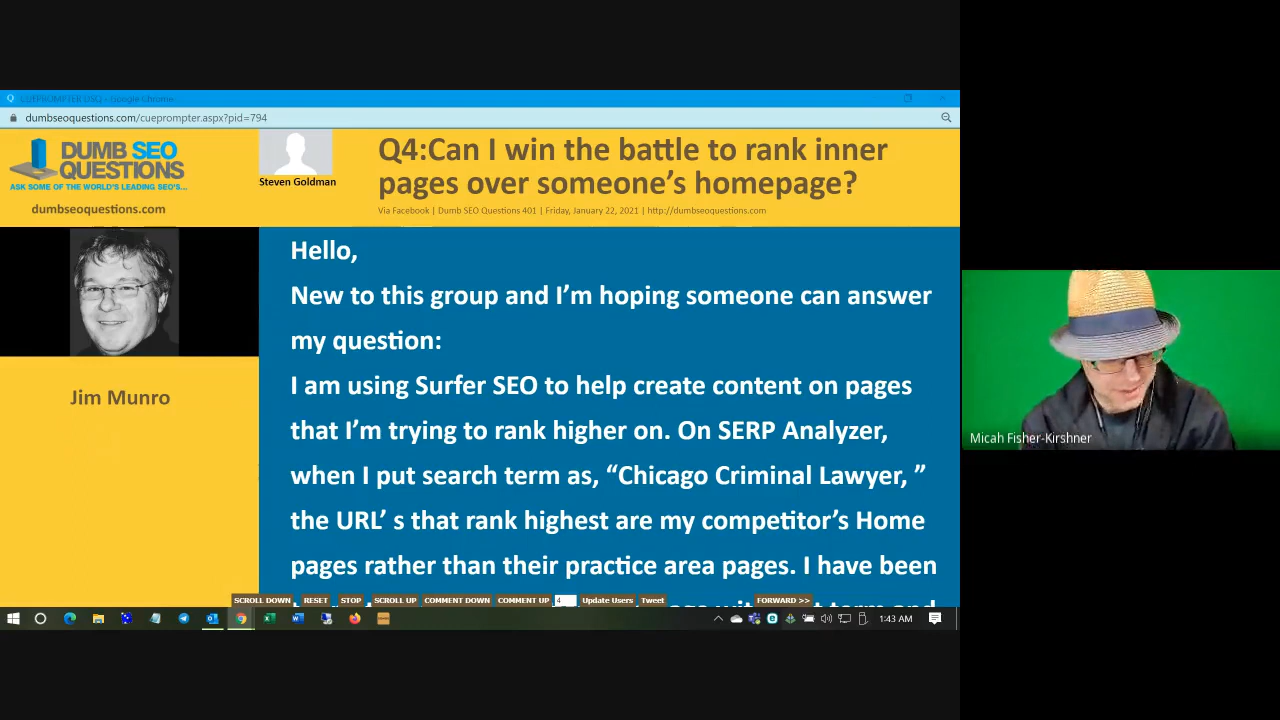 dumbseoquestions.com/cueprompter.aspx?pid=794
DUMB SEO
QUESTIONS
ASK SOME OF THE WORLD'S LEADING SEO'S...
dumbseoquestions.com
Steven Goldman
Q4:Can I win the battle to rank inner
pages over someone's homepage?
Via Facebook | Dumb SEO Questions 401 | Friday, January 22, 2021 | http://dumbseoquestions.com
Jim Munro
Hello,
New to this group and I'm hoping someone can answer
my question:
I am using Surfer SEO to help create content on pages
that I'm trying to rank higher on. On SERP Analyzer,
when I put search term as, “Chicago Criminal Lawyer, ”
the URL’ s that rank highest are my competitor’s Home
pages rather than their practice area pages. I have been
SCROLL DOWN RESET STOP SCROLL UP COMMENT DOWN COMMENT UP 4 Update Users Tweet FORWARD >>
1:43 AM
Micah Fisher-Kirshner